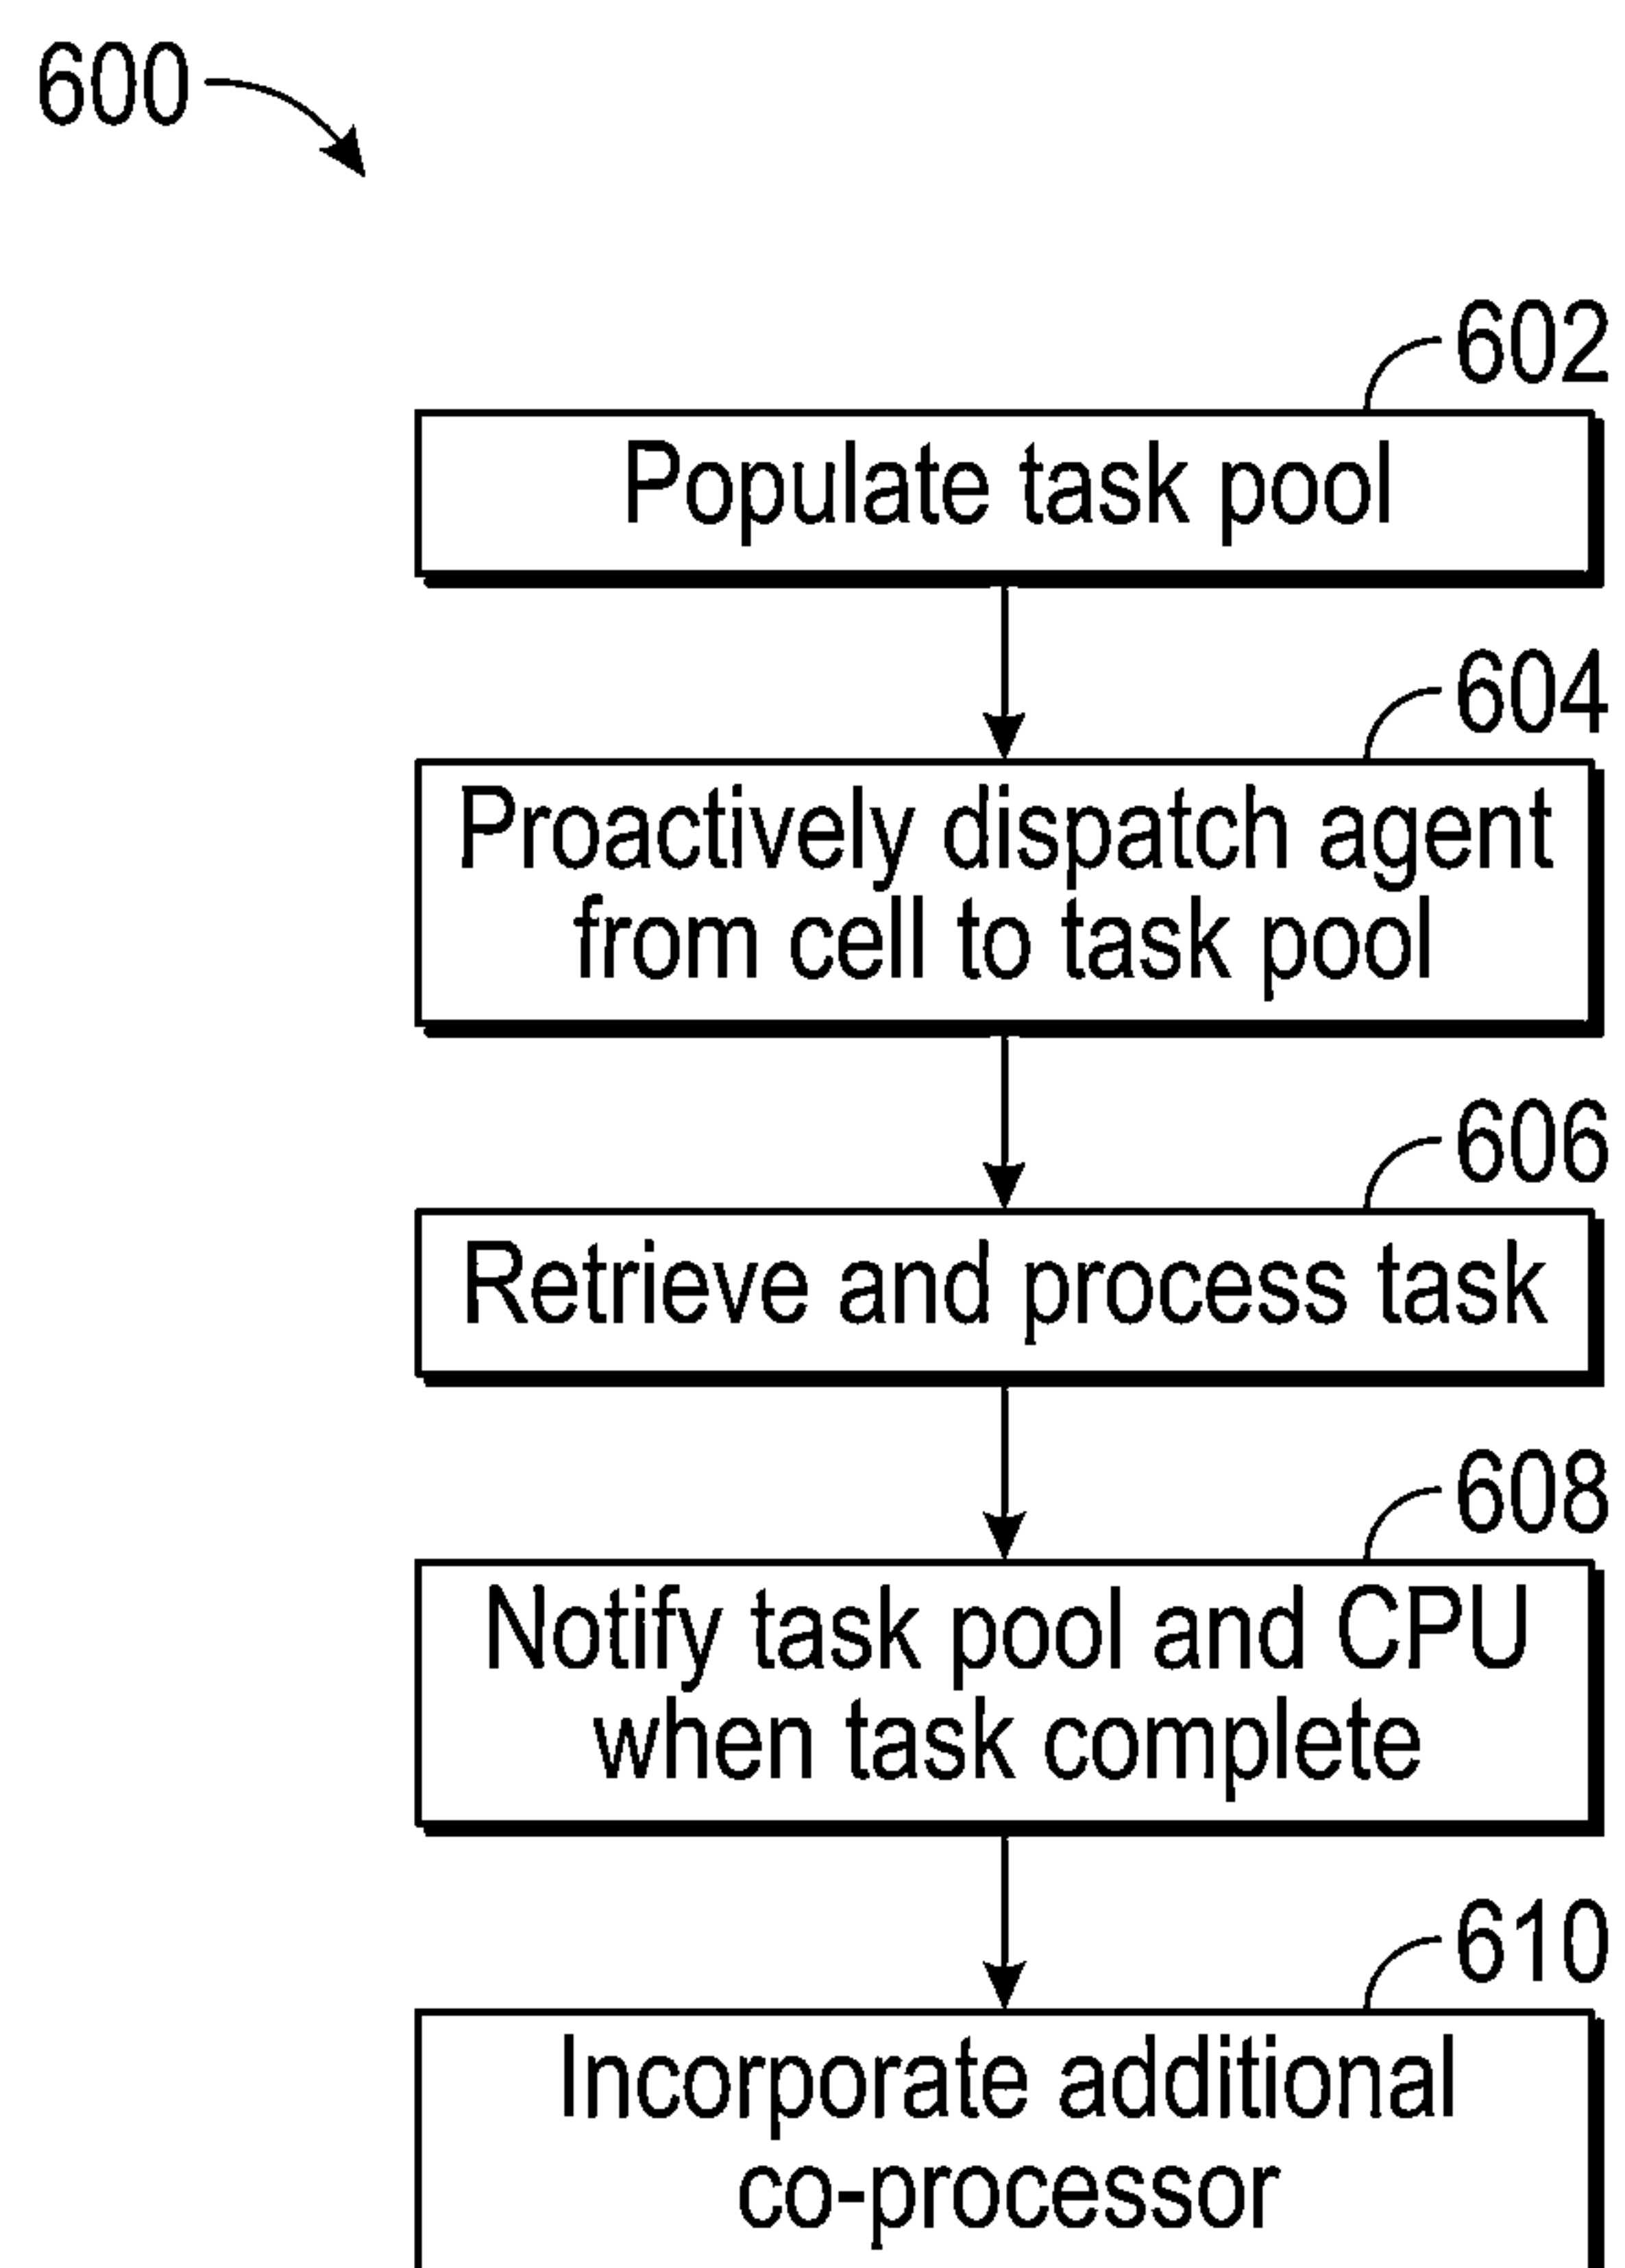 600
602
Populate task pool
604
Proactively dispatch agent
from cell to task pool
606
Retrieve and process task
608
Notify task pool and CPU
when task complete
610
Incorporate additional
co-processor